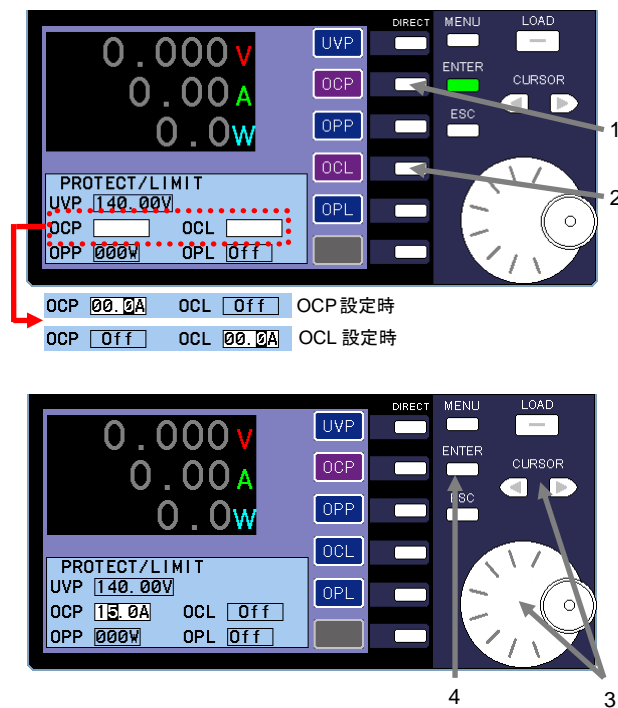 DIRECT MENU LOAD
0.000 V UVP
ENTER
0.00 A OCP CURSOR
ESC
0.0W OPP 1
OCL
PROTECT/LIMIT 2
UVP 140.00V OPL
OCP OCL
OPP 000W OPL Off
OCP 00.0A OCL Off OCP設定時
OCP Off OCL 00.0A OCL 設定時
DIRECT MENU LOAD
0.000 V UVP
ENTER
0.00 A OCP CURSOR
ESC
0.0W OPP
OCL
PROTECT/LIMIT
UVP 140.00V OPL
OCP 15.0A OCL Off
OPP 000W OPL Off
4 3